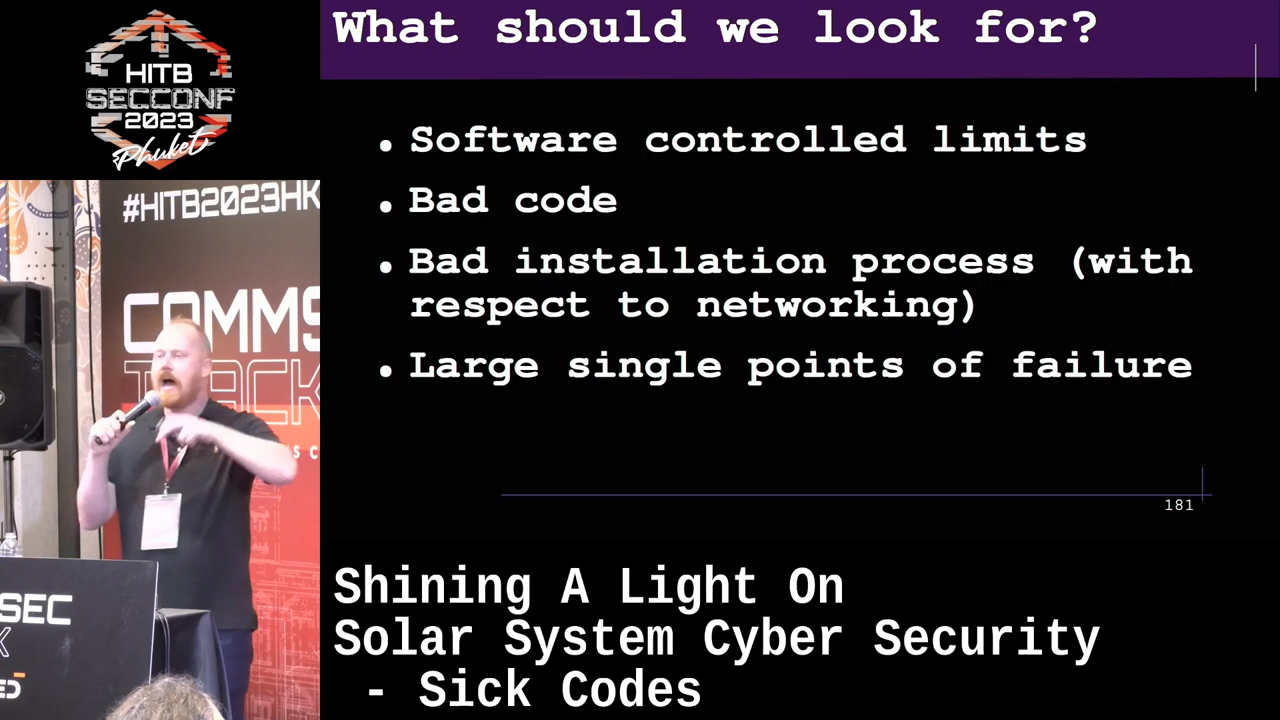 HITB
SECCONF
2023
Phuket
#HITB2023HK
COMMS
TRACK
What should we look for?
• Software controlled limits
• Bad code
• Bad installation process (with
respect to networking)
• Large single points of failure
181
Shining A Light On
Solar System Cyber Security
- Sick Codes